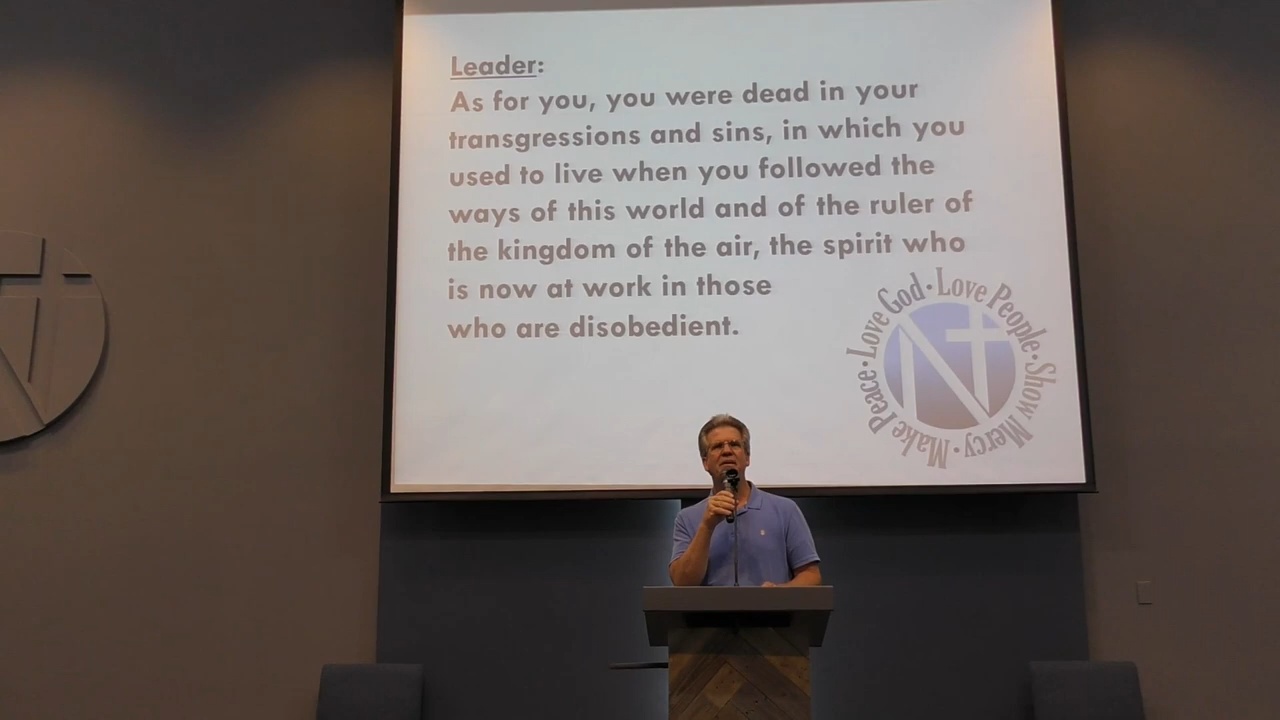 Leader:
As for you, you were dead in your
transgressions and sins, in which you
used to live when you followed the
ways of this world and of the ruler of
the kingdom of the air, the spirit who
is now at work in those
who are disobedient.
Love God · Love People · Show Mercy · Make Peace ·
N